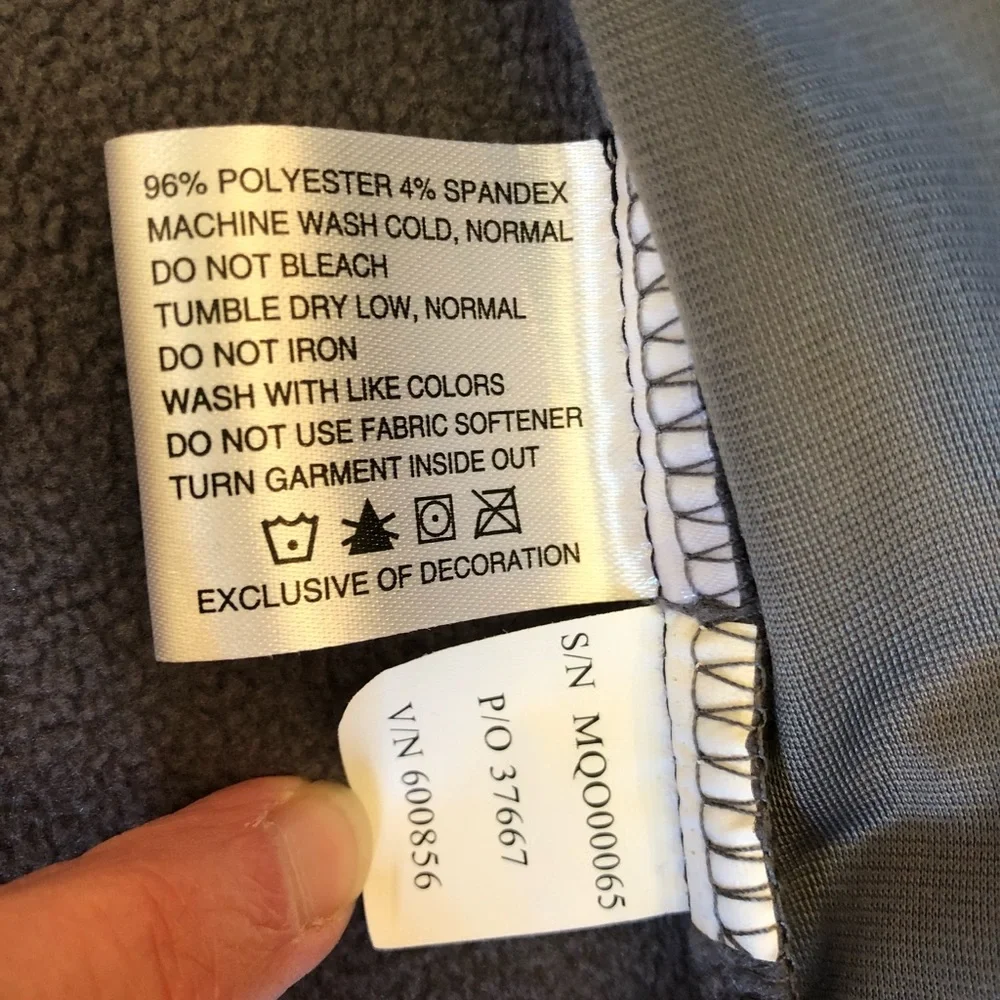 96% POLYESTER 4% SPANDEX
MACHINE WASH COLD, NORMAL
DO NOT BLEACH
TUMBLE DRY LOW, NORMAL
DO NOT IRON
WASH WITH LIKE COLORS
DO NOT USE FABRIC SOFTENER
TURN GARMENT INSIDE OUT
EXCLUSIVE OF DECORATION
S/N MQO00065
P/O 37667
V/N 600856